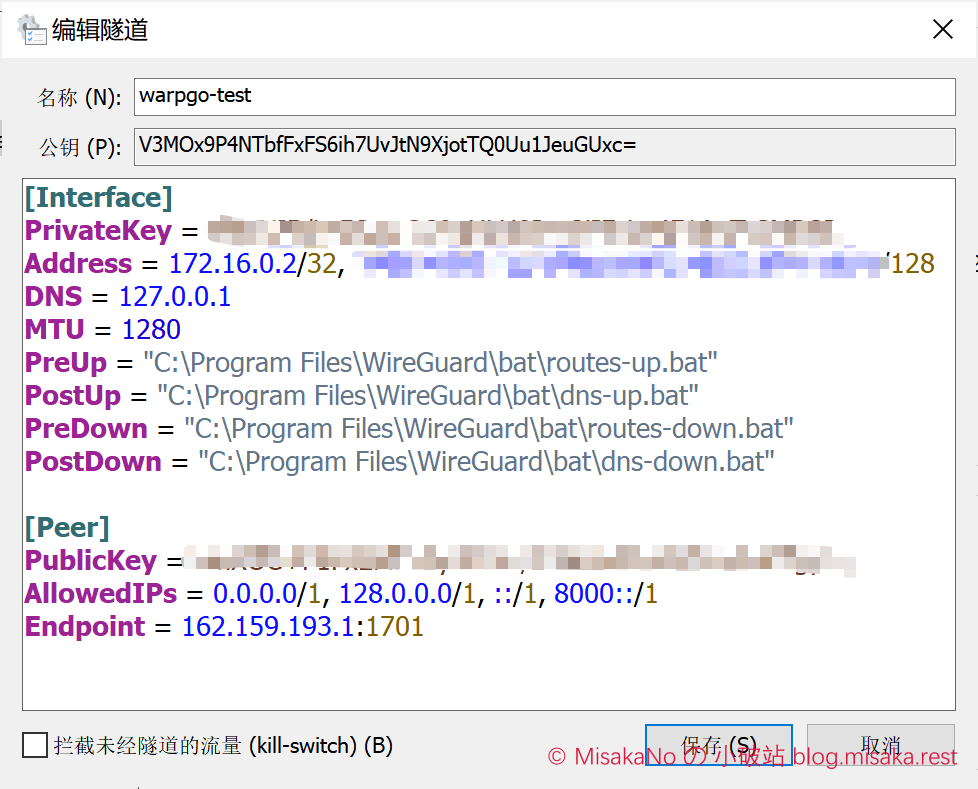 编辑隧道
名称 (N): warpgo-test
公钥 (P): V3MOx9P4NTbfFxFS6ih7UvJtN9XjotTQ0Uu1JeuGUxc=
[Interface]
PrivateKey =
Address = 172.16.0.2/32, /128
DNS = 127.0.0.1
MTU = 1280
PreUp = "C:\Program Files\WireGuard\bat\routes-up.bat"
PostUp = "C:\Program Files\WireGuard\bat\dns-up.bat"
PreDown = "C:\Program Files\WireGuard\bat\routes-down.bat"
PostDown = "C:\Program Files\WireGuard\bat\dns-down.bat"
[Peer]
PublicKey =
AllowedIPs = 0.0.0.0/1, 128.0.0.0/1, ::/1, 8000::/1
Endpoint = 162.159.193.1:1701
拦截未经隧道的流量 (kill-switch) (B)
保存 (S)
取消
© MisakaNo の 小破站 blog.misaka.rest